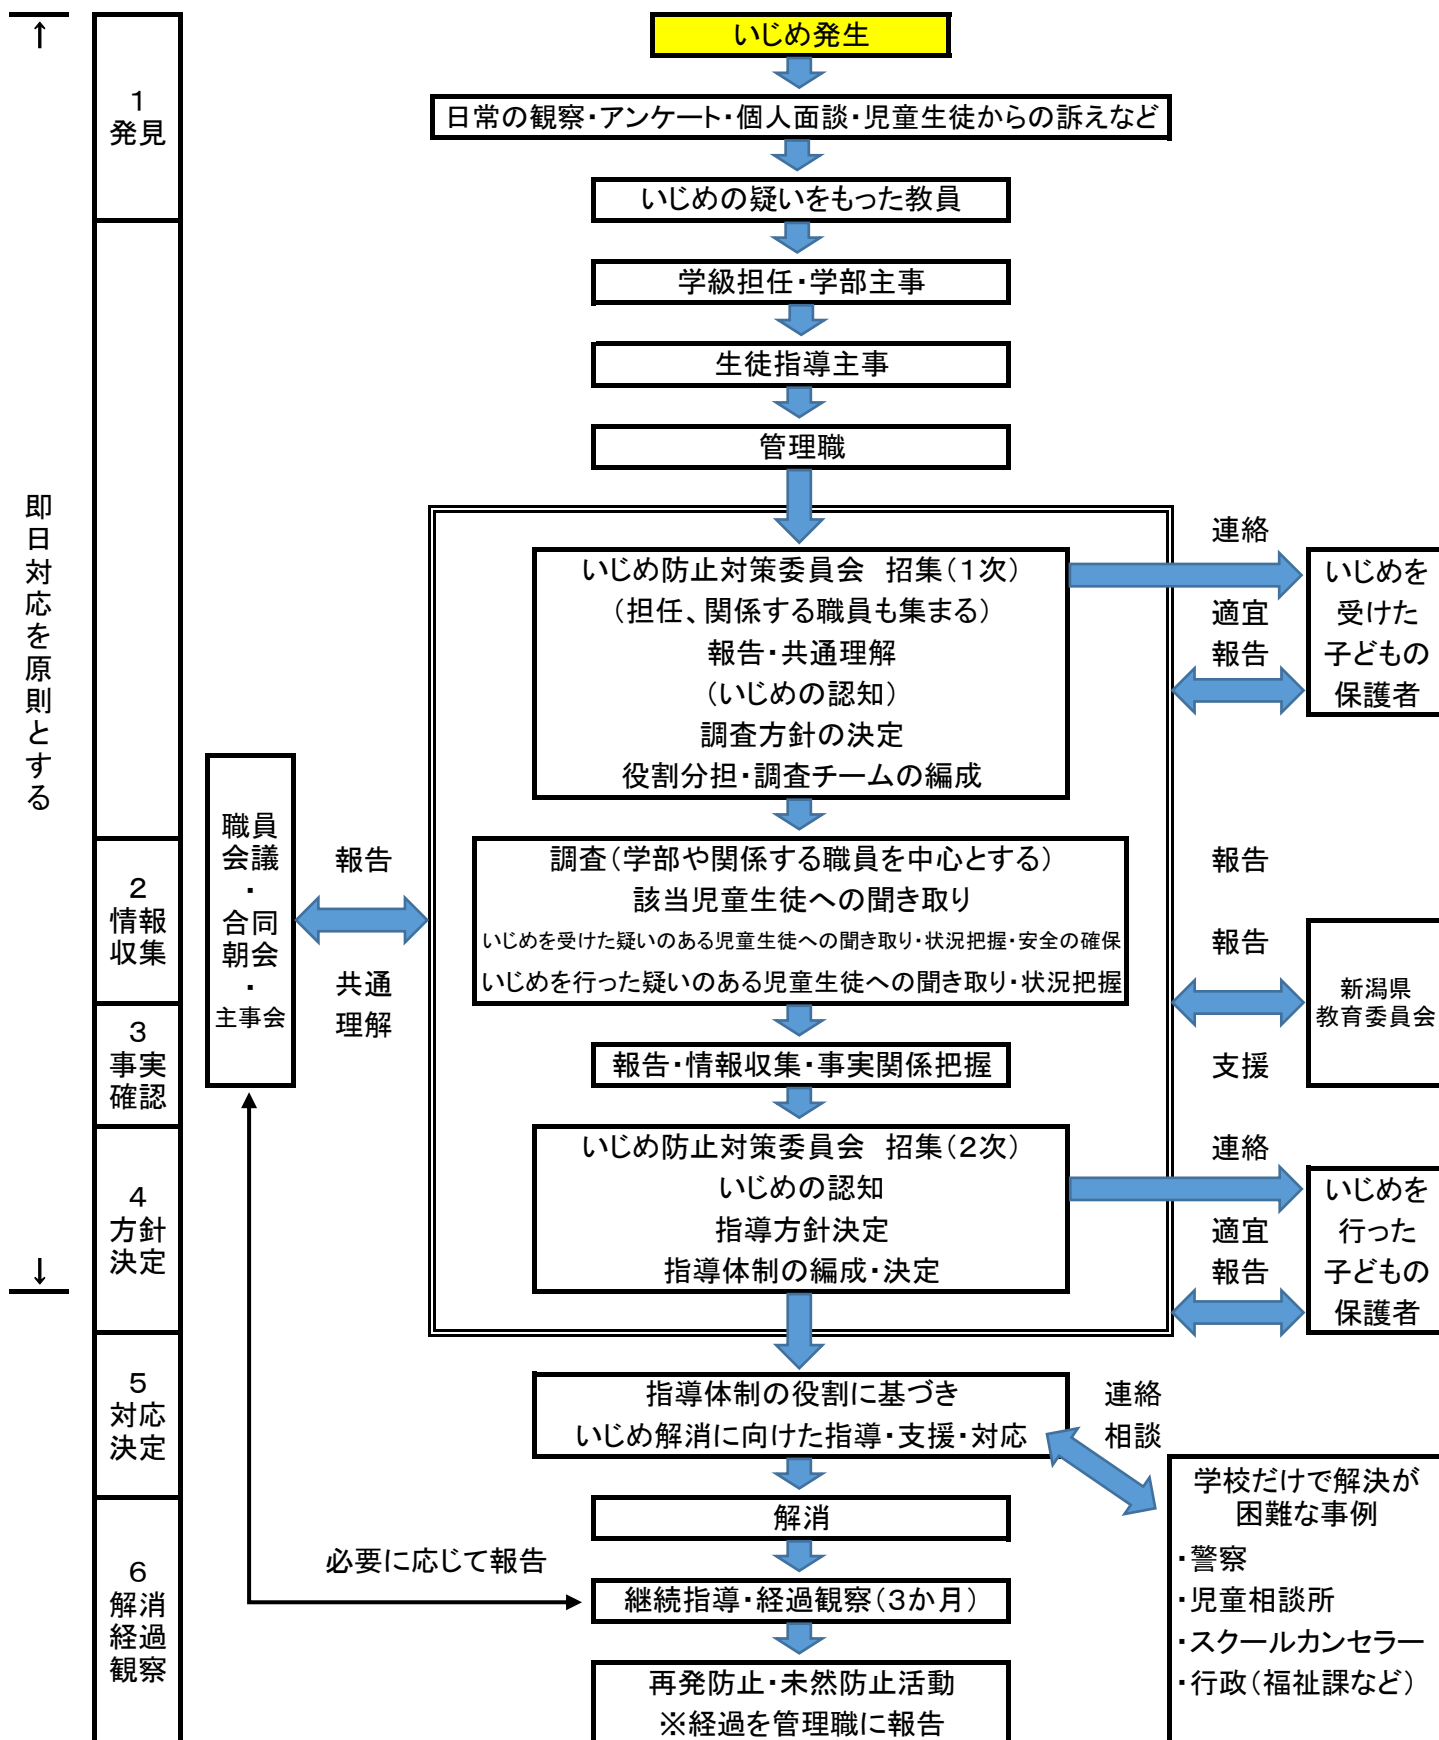 ↑
即日対応を原則とする
↓
1
発見
2
情報
収集
3
事実
確認
4
方針
決定
5
対応
決定
6
解消
経過
観察
いじめ発生
日常の観察・アンケート・個人面談・児童生徒からの訴えなど
いじめの疑いをもった教員
学級担任・学部主事
生徒指導主事
管理職
いじめ防止対策委員会　招集（１次）
（担任、関係する職員も集まる）
報告・共通理解
（いじめの認知）
調査方針の決定
役割分担・調査チームの編成
連絡
適宜
報告
いじめを
受けた
子どもの
保護者
職員
会議
・
合同
朝会
・
主事会
報告
共通
理解
調査（学部や関係する職員を中心とする）
該当児童生徒への聞き取り
いじめを受けた疑いのある児童生徒への聞き取り・状況把握・安全の確保
いじめを行った疑いのある児童生徒への聞き取り・状況把握
報告
報告
支援
新潟県
教育委員会
報告・情報収集・事実関係把握
いじめ防止対策委員会　招集（２次）
いじめの認知
指導方針決定
指導体制の編成・決定
連絡
適宜
報告
いじめを
行った
子どもの
保護者
指導体制の役割に基づき
いじめ解消に向けた指導・支援・対応
連絡
相談
学校だけで解決が
困難な事例
・警察
・児童相談所
・スクールカンセラー
・行政（福祉課など）
解消
必要に応じて報告
継続指導・経過観察（３か月）
再発防止・未然防止活動
※経過を管理職に報告